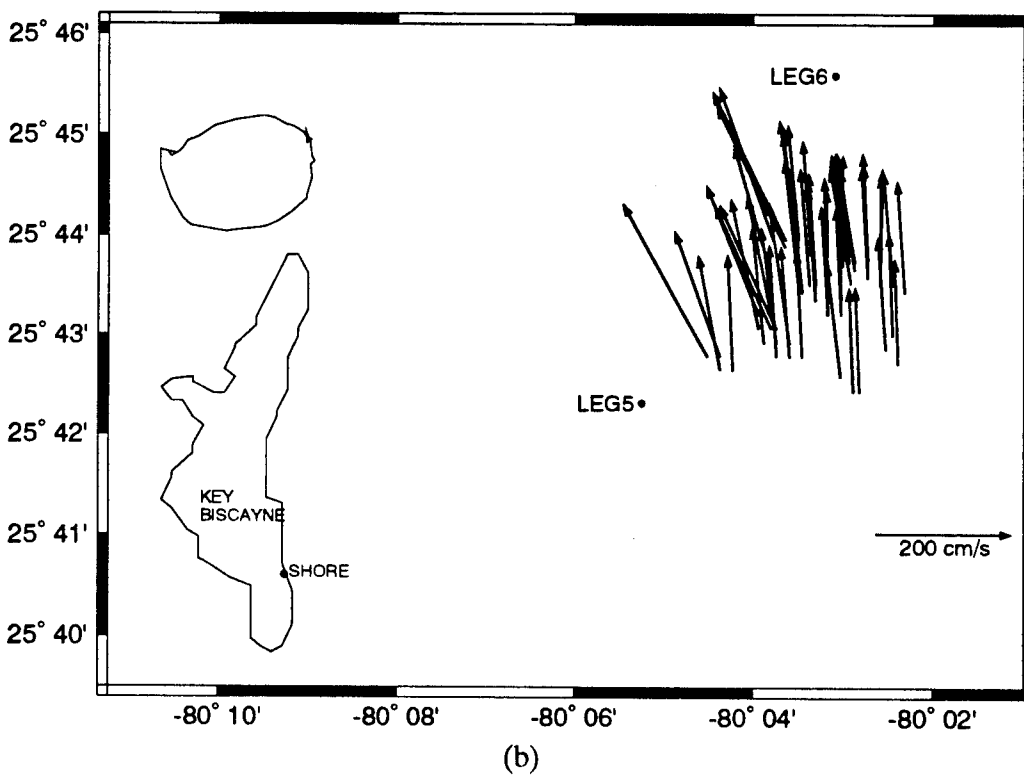 25° 46'
LEG6
25° 45'
25° 44'
25° 43'
LEG5
25° 42'
KEY
BISCAYNE
25° 41'
200 cm/s
SHORE
25° 40'
-80° 10'
-80° 08'
-80° 06'
-80° 04'
-80° 02'
(b)